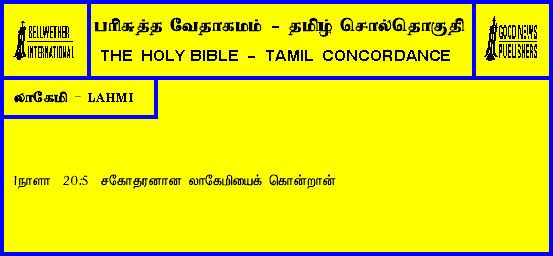 BELLWETHER
INTERNATIONAL
பரிசுத்த வேதாகமம் - தமிழ் சொல்தொகுதி
THE HOLY BIBLE - TAMIL CONCORDANCE
GOOD NEWS
PUBLISHERS
லாகேமி - LAHMI
1நாளா 20:5 சகோதரனான லாகேமியைக் கொன்றான்